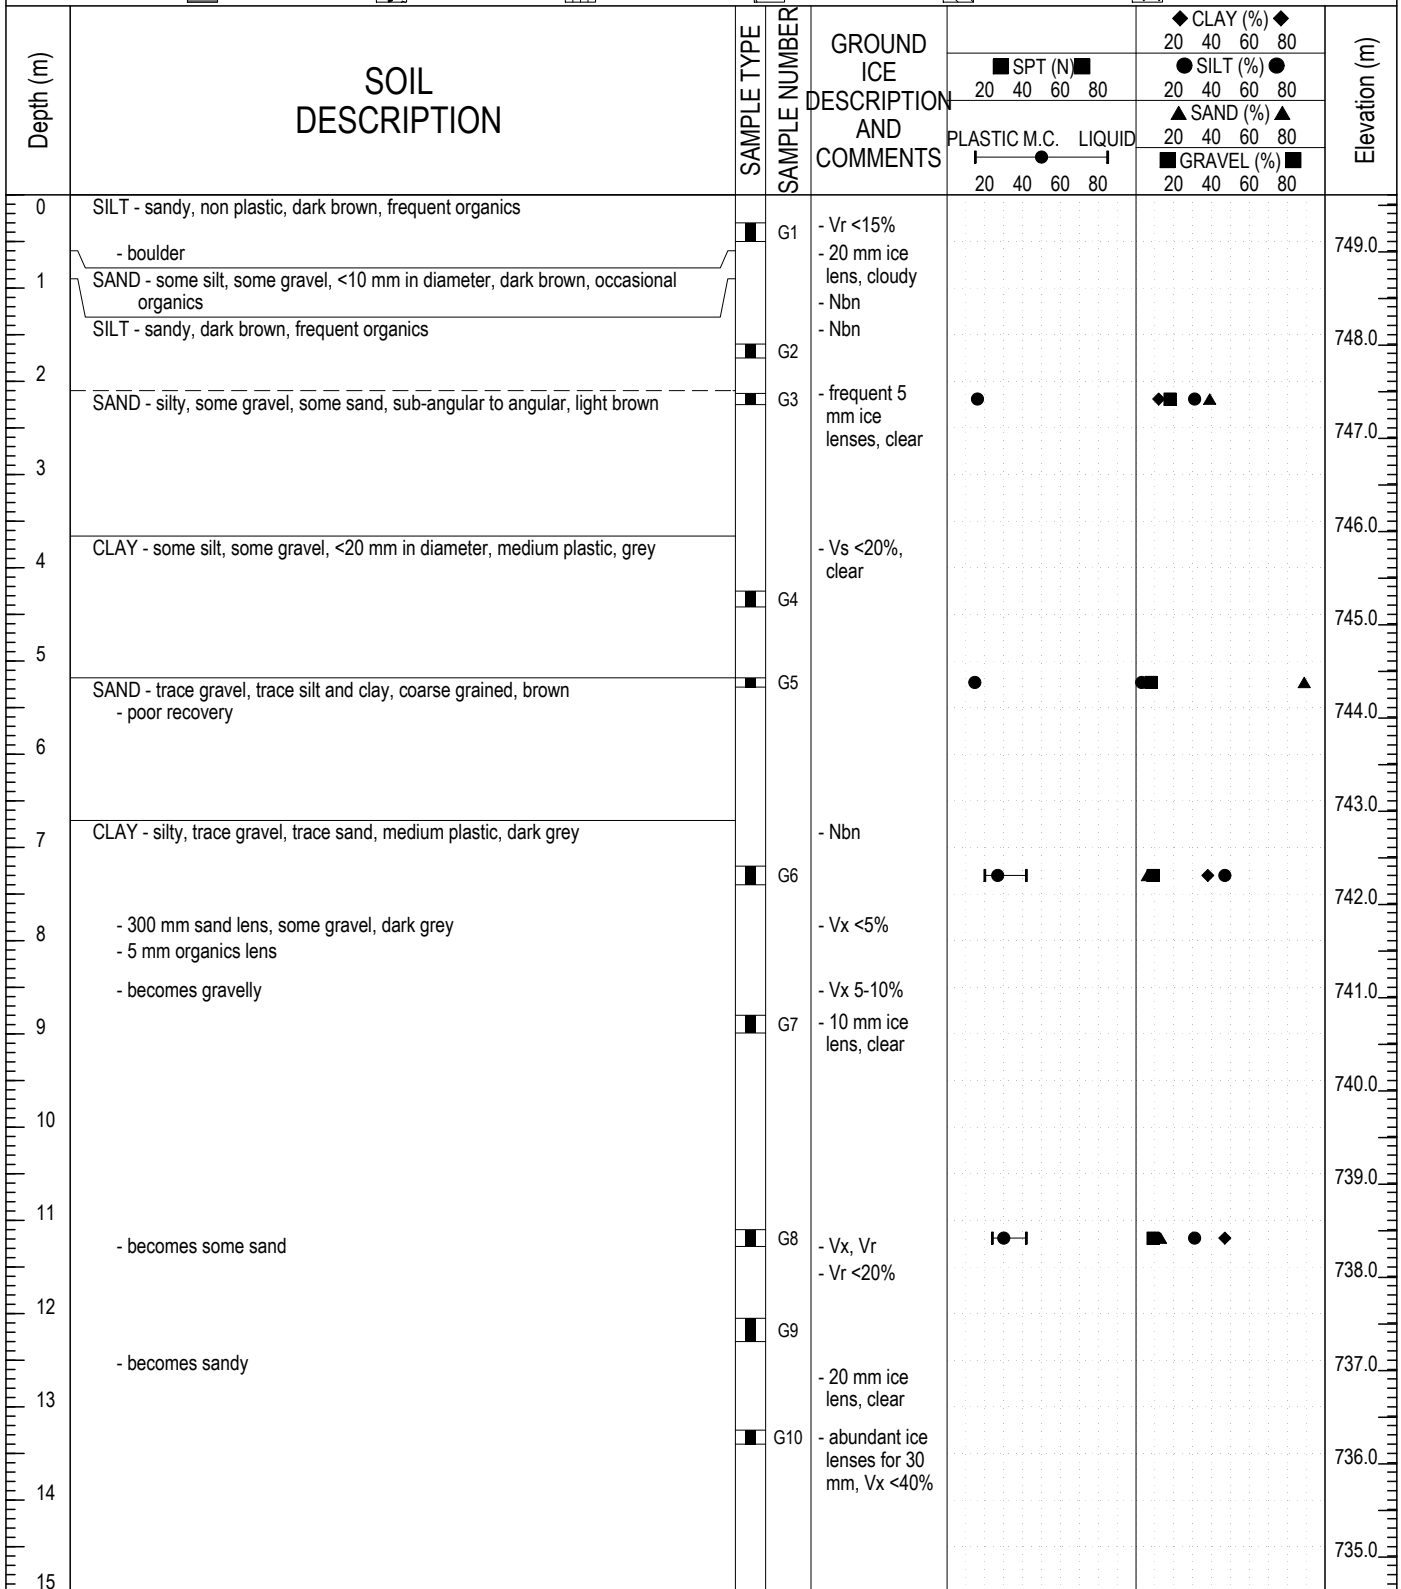 Depth (m)
SOIL
DESCRIPTION
SAMPLE TYPE
SAMPLE NUMBER
GROUND
ICE
DESCRIPTION
AND
COMMENTS
SPT (N)
20 40 60 80
PLASTIC M.C. LIQUID
20 40 60 80
CLAY (%)
20 40 60 80
SILT (%)
20 40 60 80
SAND (%)
20 40 60 80
GRAVEL (%)
20 40 60 80
Elevation (m)
0
SILT - sandy, non plastic, dark brown, frequent organics
G1
- Vr <15%
- boulder
- 20 mm ice
lens, cloudy
749.0
1
SAND - some silt, some gravel, <10 mm in diameter, dark brown, occasional
organics
- Nbn
SILT - sandy, dark brown, frequent organics
- Nbn
748.0
G2
2
SAND - silty, some gravel, some sand, sub-angular to angular, light brown
G3
- frequent 5
mm ice
lenses, clear
747.0
3
746.0
CLAY - some silt, some gravel, <20 mm in diameter, medium plastic, grey
- Vs <20%,
clear
4
G4
745.0
5
SAND - trace gravel, trace silt and clay, coarse grained, brown
G5
- poor recovery
744.0
6
743.0
7
CLAY - silty, trace gravel, trace sand, medium plastic, dark grey
- Nbn
G6
742.0
- 300 mm sand lens, some gravel, dark grey
- Vx <5%
8
- 5 mm organics lens
- becomes gravelly
- Vx 5-10%
741.0
9
G7
- 10 mm ice
lens, clear
740.0
10
739.0
11
- becomes some sand
G8
- Vx, Vr
- Vr <20%
738.0
12
G9
- becomes sandy
737.0
- 20 mm ice
lens, clear
13
G10
- abundant ice
lenses for 30
mm, Vx <40%
736.0
14
735.0
15